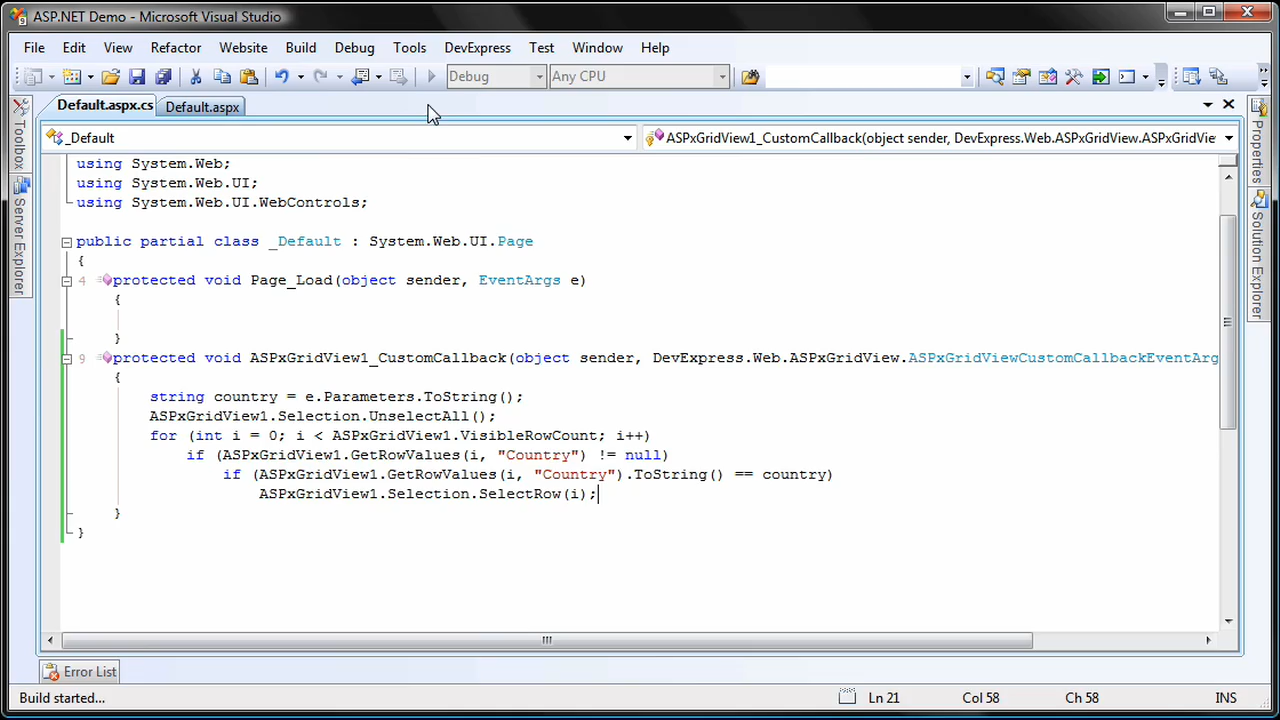 ASP.NET Demo - Microsoft Visual Studio
File Edit View Refactor Website Build Debug Tools DevExpress Test Window Help
Debug Any CPU
Default.aspx.cs Default.aspx
_Default ASPxGridView1_CustomCallback(object sender, DevExpress.Web.ASPxGridView.ASPxGridVie
Toolbox
Server Explorer
Properties
Solution Explorer
using System.Web;
using System.Web.UI;
using System.Web.UI.WebControls;
public partial class _Default : System.Web.UI.Page
{
4 protected void Page_Load(object sender, EventArgs e)
{
}
9 protected void ASPxGridView1_CustomCallback(object sender, DevExpress.Web.ASPxGridView.ASPxGridViewCustomCallbackEventArg
{
string country = e.Parameters.ToString();
ASPxGridView1.Selection.UnselectAll();
for (int i = 0; i < ASPxGridView1.VisibleRowCount; i++)
if (ASPxGridView1.GetRowValues(i, "Country") != null)
if (ASPxGridView1.GetRowValues(i, "Country").ToString() == country)
ASPxGridView1.Selection.SelectRow(i);
}
}
Error List
Build started... Ln 21 Col 58 Ch 58 INS